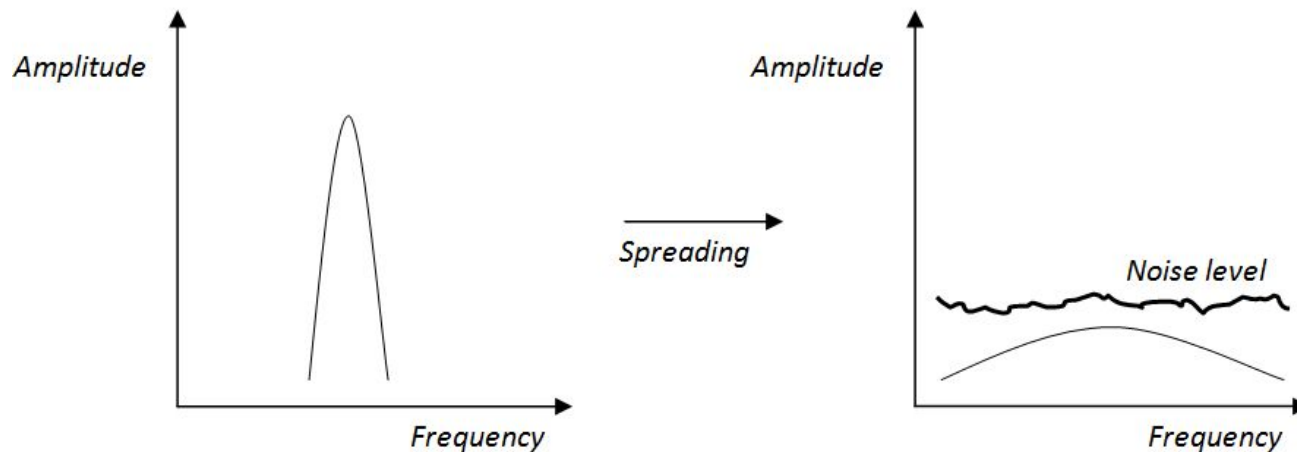 Amplitude
Amplitude
Spreading
Noise level
Frequency
Frequency